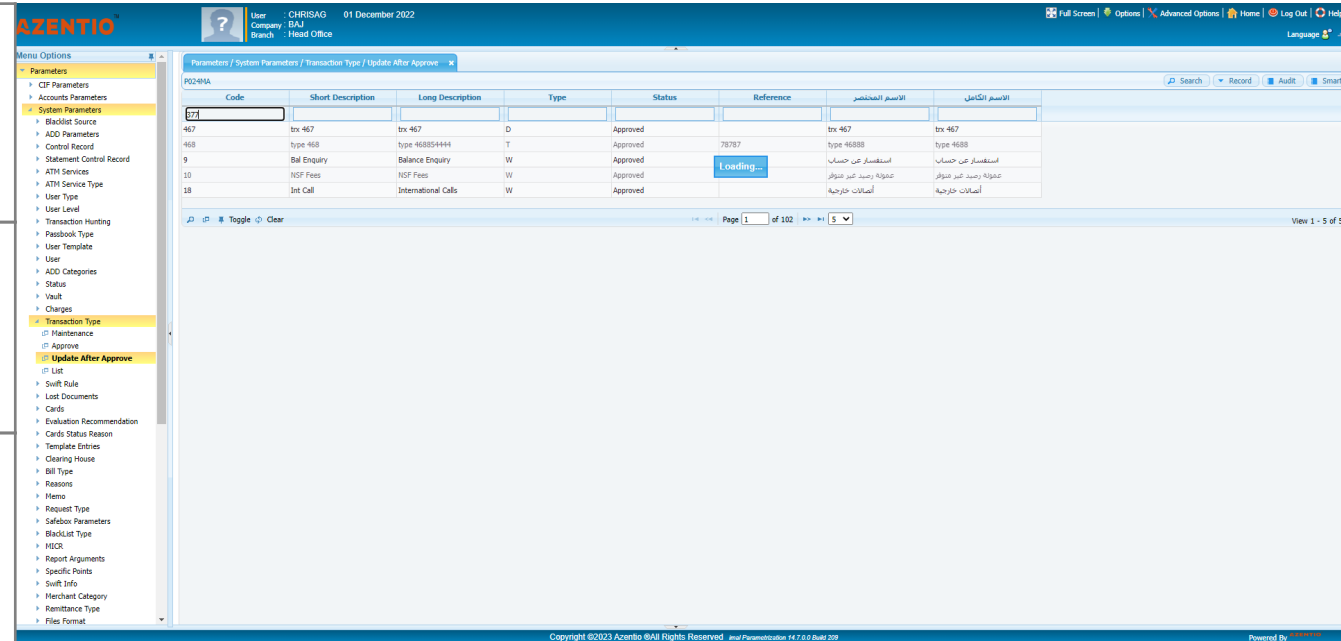 AZENTIO
User : CHRISAG 01 December 2022
Company : BAJ
Branch : Head Office
Full Screen | Options | Advanced Options | Home | Log Out | Help
Language
Menu Options
Parameters
CIF Parameters
Accounts Parameters
System Parameters
Blacklist Source
ADD Parameters
Control Record
Statement Control Record
ATM Services
ATM Service Type
User Type
User Level
Transaction Hunting
Passbook Type
User Template
User
ADD Categories
Status
Vault
Charges
Transaction Type
Maintenance
Approve
Update After Approve
List
Swift Rule
Lost Documents
Cards
Evaluation Recommendation
Cards Status Reason
Template Entries
Clearing House
Bill Type
Reasons
Memo
Request Type
Safebox Parameters
BlackList Type
MICR
Report Arguments
Specific Points
Swift Info
Merchant Category
Remittance Type
Files Format
Parameters / System Parameters / Transaction Type / Update After Approve x
P024MA
Search Record Audit Smart
Code Short Description Long Description Type Status Reference الاسم المختصر الاسم الكامل
377
467 trx 467 trx 467 D Approved trx 467 trx 467
468 type 468 type 468854444 T Approved 78787 type 46888 type 4688
9 Bal Enquiry Balance Enquiry W Approved استفسار عن حساب استفسار عن حساب
10 NSF Fees NSF Fees W Approved عمولة رصيد غير متوفر عمولة رصيد غير متوفر
18 Int Call International Calls W Approved أتصالات خارجية أتصالات خارجية
Loading...
Toggle Clear Page 1 of 102 5 View 1 - 5 of 5
Copyright ©2023 Azentio ®All Rights Reserved imal Parametrization 14.7.0.0 Build 209
Powered By AZENTIO